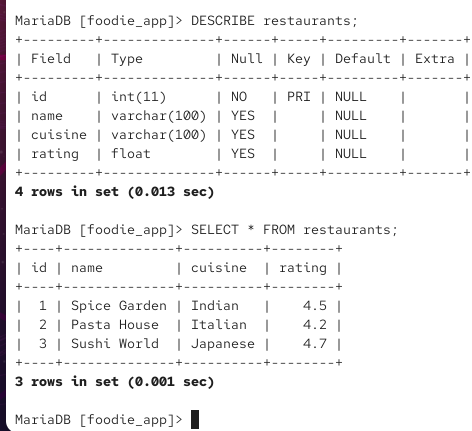 MariaDB [foodie_app]> DESCRIBE restaurants;
+---------+--------------+------+-----+---------+-------+
| Field   | Type         | Null | Key | Default | Extra |
+---------+--------------+------+-----+---------+-------+
| id      | int(11)      | NO   | PRI | NULL    |       |
| name    | varchar(100) | YES  |     | NULL    |       |
| cuisine | varchar(100) | YES  |     | NULL    |       |
| rating  | float        | YES  |     | NULL    |       |
+---------+--------------+------+-----+---------+-------+
4 rows in set (0.013 sec)

MariaDB [foodie_app]> SELECT * FROM restaurants;
+----+--------------+----------+--------+
| id | name         | cuisine  | rating |
+----+--------------+----------+--------+
|  1 | Spice Garden | Indian   |    4.5 |
|  2 | Pasta House  | Italian  |    4.2 |
|  3 | Sushi World  | Japanese |    4.7 |
+----+--------------+----------+--------+
3 rows in set (0.001 sec)

MariaDB [foodie_app]>